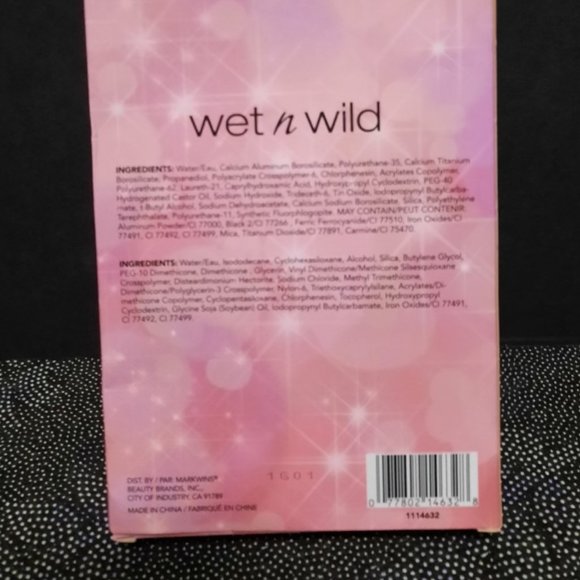 wet n wild
INGREDIENTS: Water/Eau, Calcium Aluminum Borosilicate, Polyurethane-35, Calcium Titanium
Borosilicate, Propanediol, Polyacrylate Crosspolymer-6, Chlorphenesin, Acrylates Copolymer,
Polyurethane-62, Laureth-21, Caprylhydroxamic Acid, Hydroxypropyl Cyclodextrin, PEG-40
Hydrogenated Castor Oil, Sodium Hydroxide, Trideceth-6, Tin Oxide, Iodopropynyl Butylcarba-
mate, t-Butyl Alcohol, Sodium Dehydroacetate, Calcium Sodium Borosilicate, Silica, Polyethylene
Terephthalate, Polyurethane-11, Synthetic Fluorphlogopite. MAY CONTAIN/PEUT CONTENIR:
Aluminum Powder/CI 77000, Black 2/CI 77266, Ferric Ferrocyanide/CI 77510, Iron Oxides/CI
77491, CI 77492, CI 77499, Mica, Titanium Dioxide/CI 77891, Carmine/CI 75470.
INGREDIENTS: Water/Eau, Isododecane, Cyclohexasiloxane, Alcohol, Silica, Butylene Glycol,
PEG-10 Dimethicone, Dimethicone, Glycerin, Vinyl Dimethicone/Methicone Silsesquioxane
Crosspolymer, Disteardimonium Hectorite, Sodium Chloride, Methyl Trimethicone,
Dimethicone/Polyglycerin-3 Crosspolymer, Nylon-6, Triethoxycaprylylsilane, Acrylates/Di-
methicone Copolymer, Cyclopentasiloxane, Chlorphenesin, Tocopherol, Hydroxypropyl
Cyclodextrin, Glycine Soja (Soybean) Oil, Iodopropynyl Butylcarbamate, Iron Oxides/CI 77491,
CI 77492, CI 77499.
1601
DIST. BY / PAR: MARKWINS®
BEAUTY BRANDS, INC.,
CITY OF INDUSTRY, CA 91789
MADE IN CHINA / FABRIQUÉ EN CHINE
0 77802 14632 8
1114632